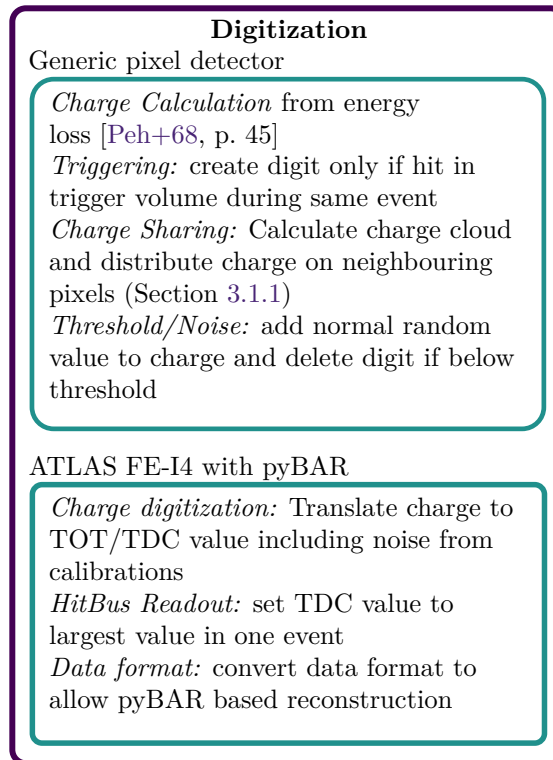 Digitization
Generic pixel detector
Charge Calculation from energy
loss [Peh+68, p. 45]
Triggering: create digit only if hit in
trigger volume during same event
Charge Sharing: Calculate charge cloud
and distribute charge on neighbouring
pixels (Section 3.1.1)
Threshold/Noise: add normal random
value to charge and delete digit if below
threshold
ATLAS FE-I4 with pyBAR
Charge digitization: Translate charge to
TOT/TDC value including noise from
calibrations
HitBus Readout: set TDC value to
largest value in one event
Data format: convert data format to
allow pyBAR based reconstruction